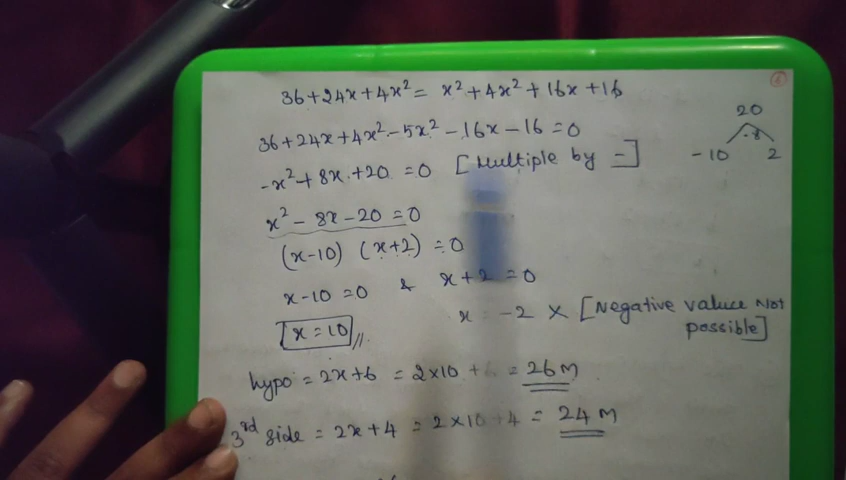 6
36+24x+4x² = x²+4x²+16x+16
36+24x+4x²-5x²-16x-16=0
-x²+8x+20 =0 [Multiple by -]
20
-8
-10 2
x²-8x-20=0
(x-10) (x+2) =0
x-10=0 & x+2=0
x = -2 × [Negative value Not
possible]
x=10 //
hypo = 2x+6 = 2×10 +6 = 26 m
3rd side = 2x+4 = 2×10+4 = 24 m